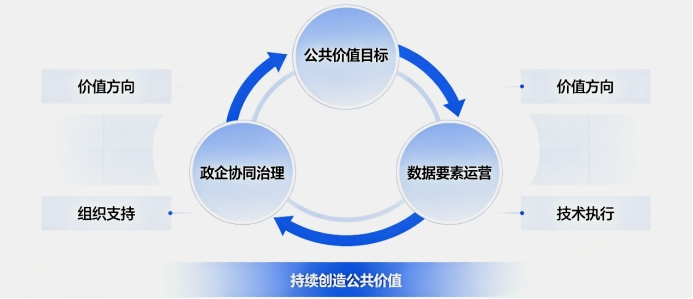 公共价值目标
价值方向
价值方向
政企协同治理
数据要素运营
组织支持
技术执行
持续创造公共价值